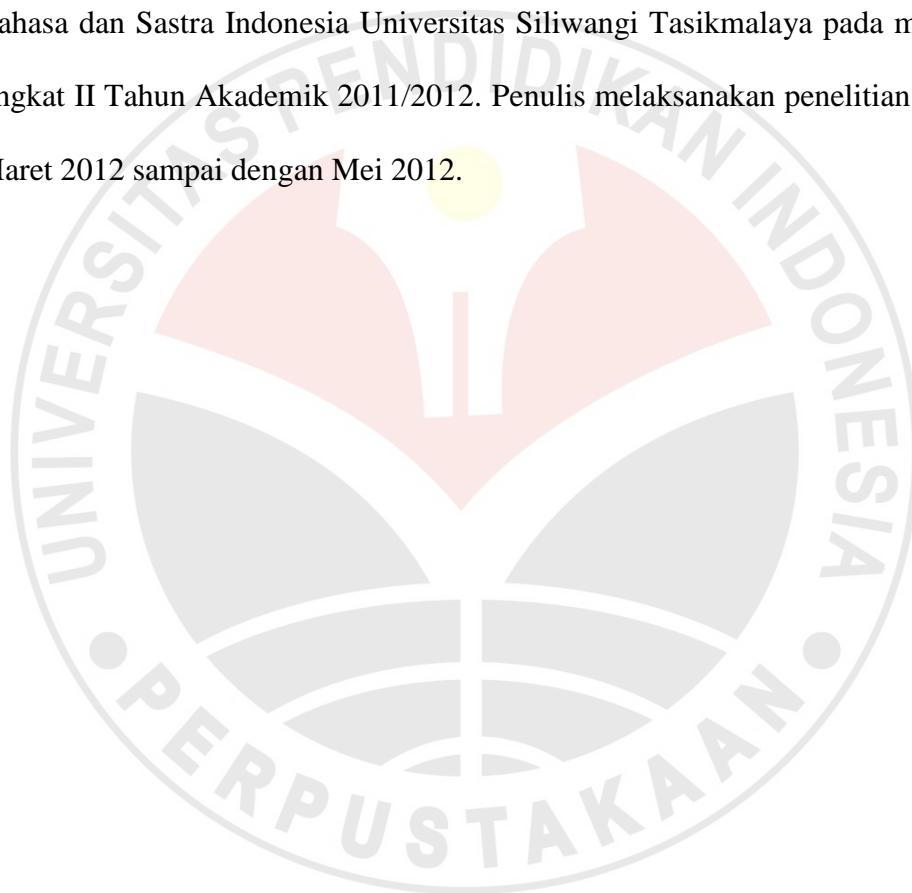 ahasa dan Sastra Indonesia Universitas Siliwangi Tasikmalaya pada m
ngkat II Tahun Akademik 2011/2012. Penulis melaksanakan penelitian
aret 2012 sampai dengan Mei 2012.
UNIVERSITAS PENDIDIKAN INDONESIA
PERPUSTAKAAN